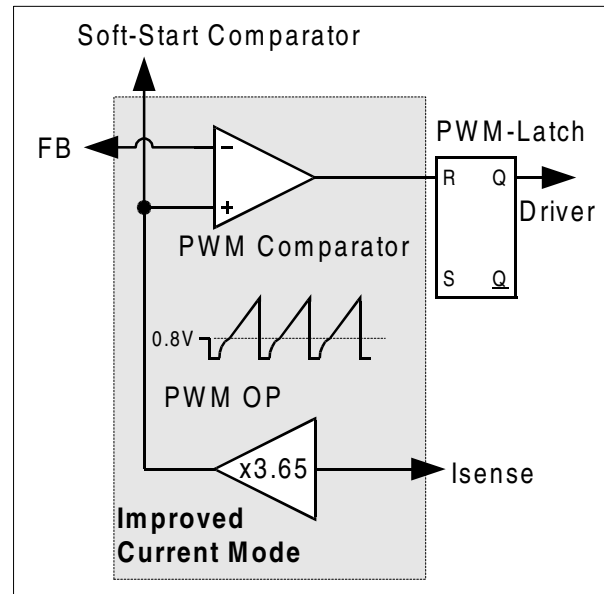 Soft-Start Comparator
FB
PWM-Latch
R Q
Driver
S Q
PWM Comparator
0.8V
PWM OP
x3.65
Isense
Improved
Current Mode